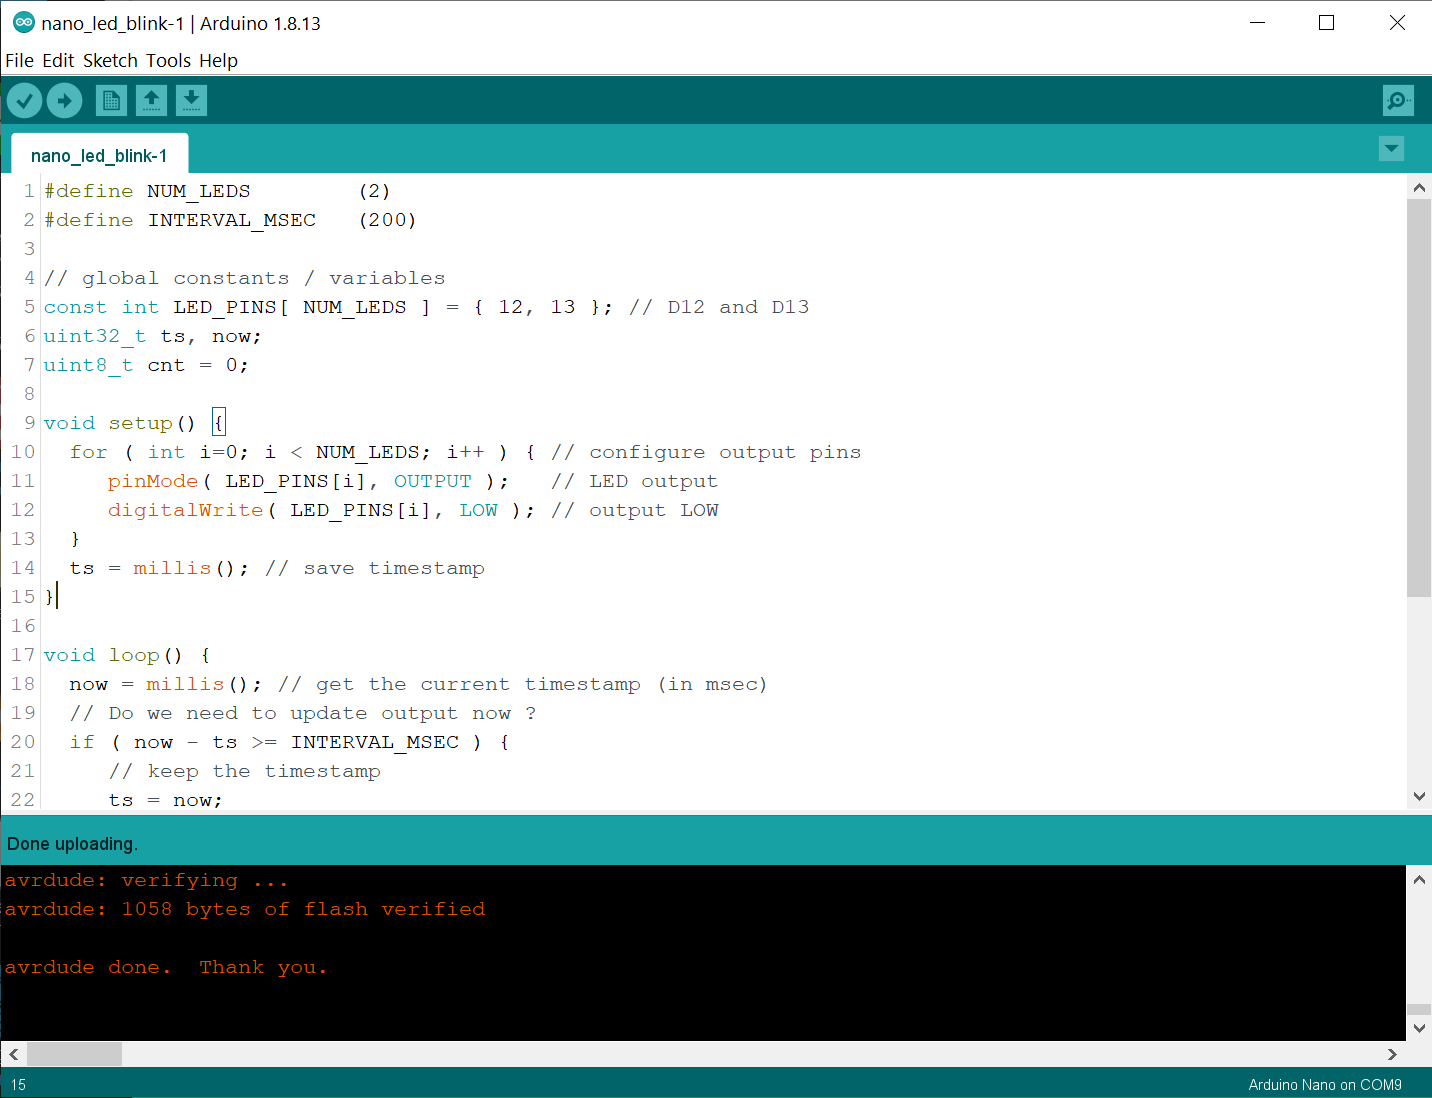 nano_led_blink-1 | Arduino 1.8.13
File Edit Sketch Tools Help
nano_led_blink-1
1 #define NUM_LEDS        (2)
2 #define INTERVAL_MSEC   (200)
3
4 // global constants / variables
5 const int LED_PINS[ NUM_LEDS ] = { 12, 13 }; // D12 and D13
6 uint32_t ts, now;
7 uint8_t cnt = 0;
8
9 void setup() {
10   for ( int i=0; i < NUM_LEDS; i++ ) { // configure output pins
11      pinMode( LED_PINS[i], OUTPUT );   // LED output
12      digitalWrite( LED_PINS[i], LOW ); // output LOW
13   }
14   ts = millis(); // save timestamp
15 }
16
17 void loop() {
18   now = millis(); // get the current timestamp (in msec)
19   // Do we need to update output now ?
20   if ( now - ts >= INTERVAL_MSEC ) {
21      // keep the timestamp
22      ts = now;
Done uploading.
avrdude: verifying ...
avrdude: 1058 bytes of flash verified
avrdude done.  Thank you.
15
Arduino Nano on COM9